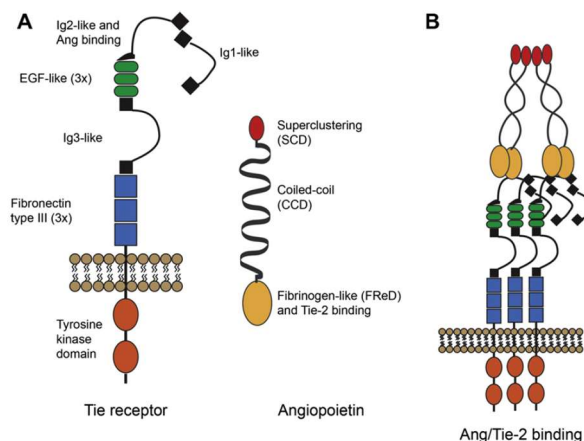 A
Ig2-like and
Ang binding
Ig1-like
EGF-like (3x)
Ig3-like
Fibronectin
type III (3x)
Tyrosine
kinase
domain
Tie receptor
Superclustering
(SCD)
Coiled-coil
(CCD)
Fibrinogen-like (FReD)
and Tie-2 binding
Angiopoietin
B
Ang/Tie-2 binding